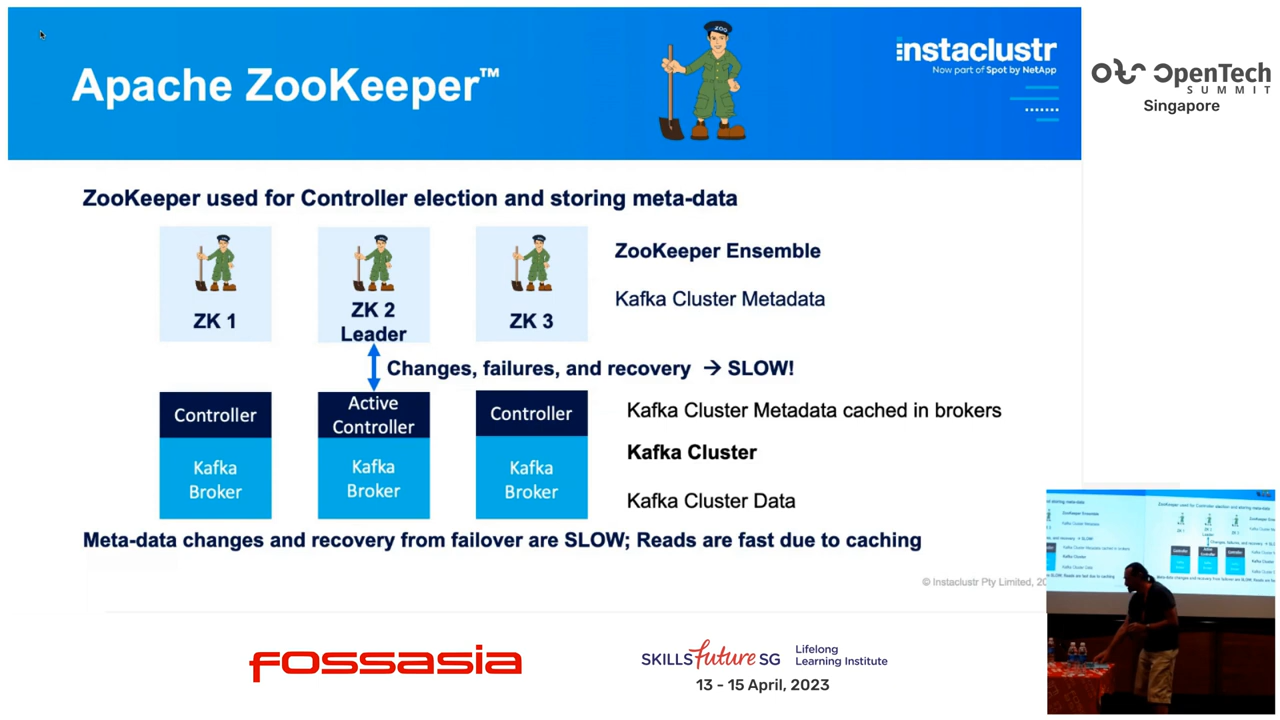 Apache ZooKeeper™
ZOO
instaclustr
Now part of Spot by NetApp
OpenTech
SUMMIT
Singapore
ZooKeeper used for Controller election and storing meta-data
ZK 1
ZK 2
Leader
ZK 3
ZooKeeper Ensemble
Kafka Cluster Metadata
Changes, failures, and recovery → SLOW!
Controller
Active
Controller
Controller
Kafka Cluster Metadata cached in brokers
Kafka
Broker
Kafka
Broker
Kafka
Broker
Kafka Cluster
Kafka Cluster Data
Meta-data changes and recovery from failover are SLOW; Reads are fast due to caching
© Instaclustr Pty Limited, 20
fossasia
SKILLS future SG
Lifelong
Learning Institute
13 - 15 April, 2023